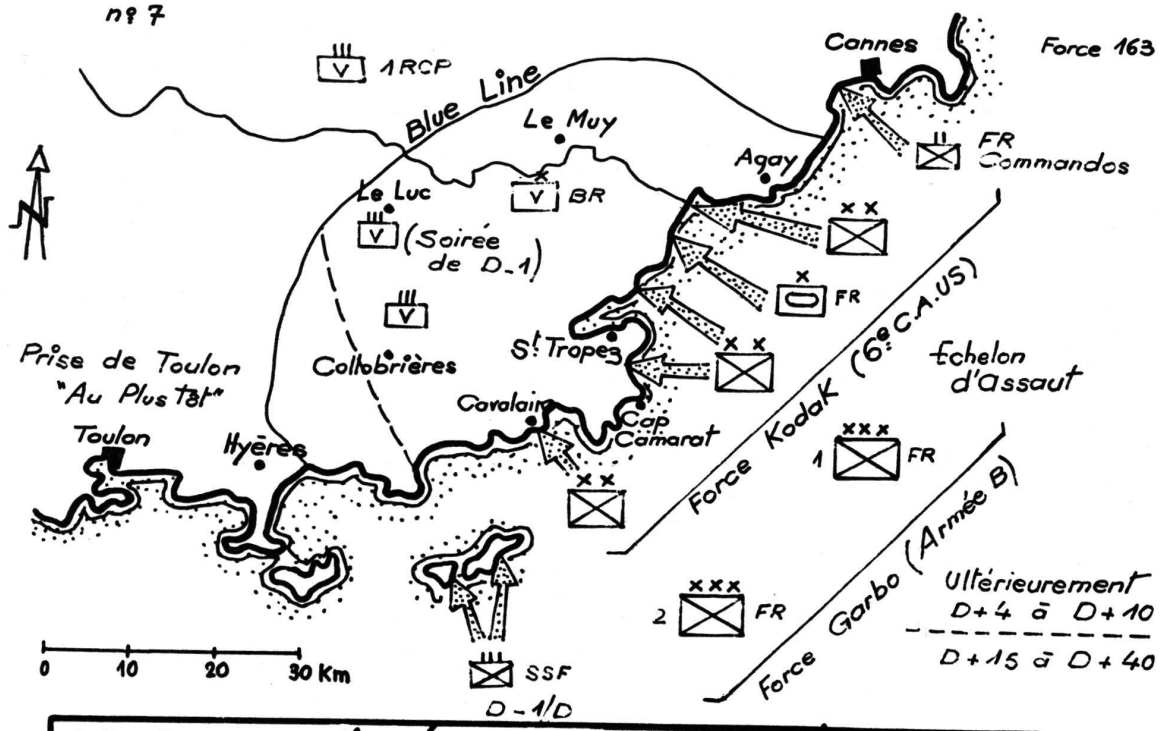 nº 7
Force 163
Cannes
1 RCP
Blue Line
Le Muy
FR
Commandos
Agay
Le Luc
BR
(Soirée
de D-1)
FR
Prise de Toulon
"Au Plus Tôt"
Collobrières
St Tropez
Echelon
d'assaut
Cavalaire
Cap
Camarat
Toulon
Hyères
Force Kodak (6e C.A.US)
1
FR
Force Garbo (Armée B)
Ultérieurement
D+4 à D+10
D+15 à D+40
2
FR
0 10 20 30 Km
SSF
D-1/D